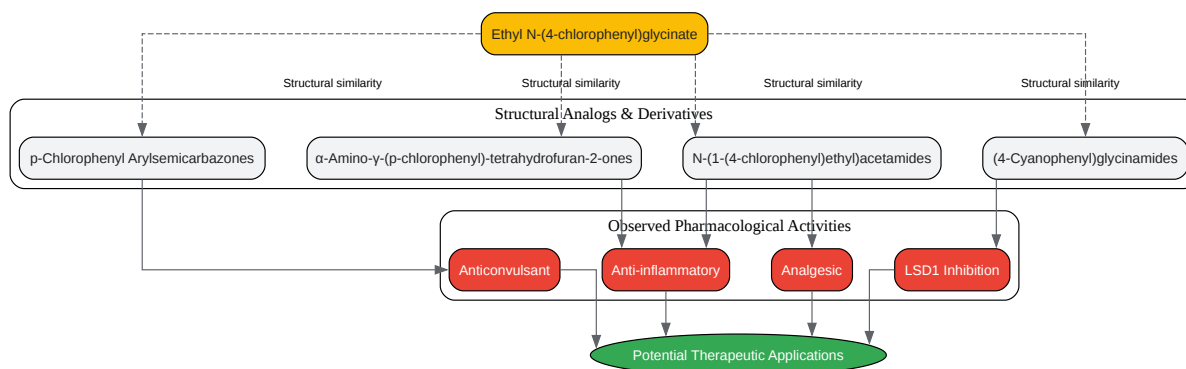 Ethyl N-(4-chlorophenyl)glycinate
Structural similarity
Structural similarity
Structural similarity
Structural similarity
Structural Analogs & Derivatives
p-Chlorophenyl Arylsemicarbazones
α-Amino-γ-(p-chlorophenyl)-tetrahydrofuran-2-ones
N-(1-(4-chlorophenyl)ethyl)acetamides
(4-Cyanophenyl)glycinamides
Observed Pharmacological Activities
Anticonvulsant
Anti-inflammatory
Analgesic
LSD1 Inhibition
Potential Therapeutic Applications